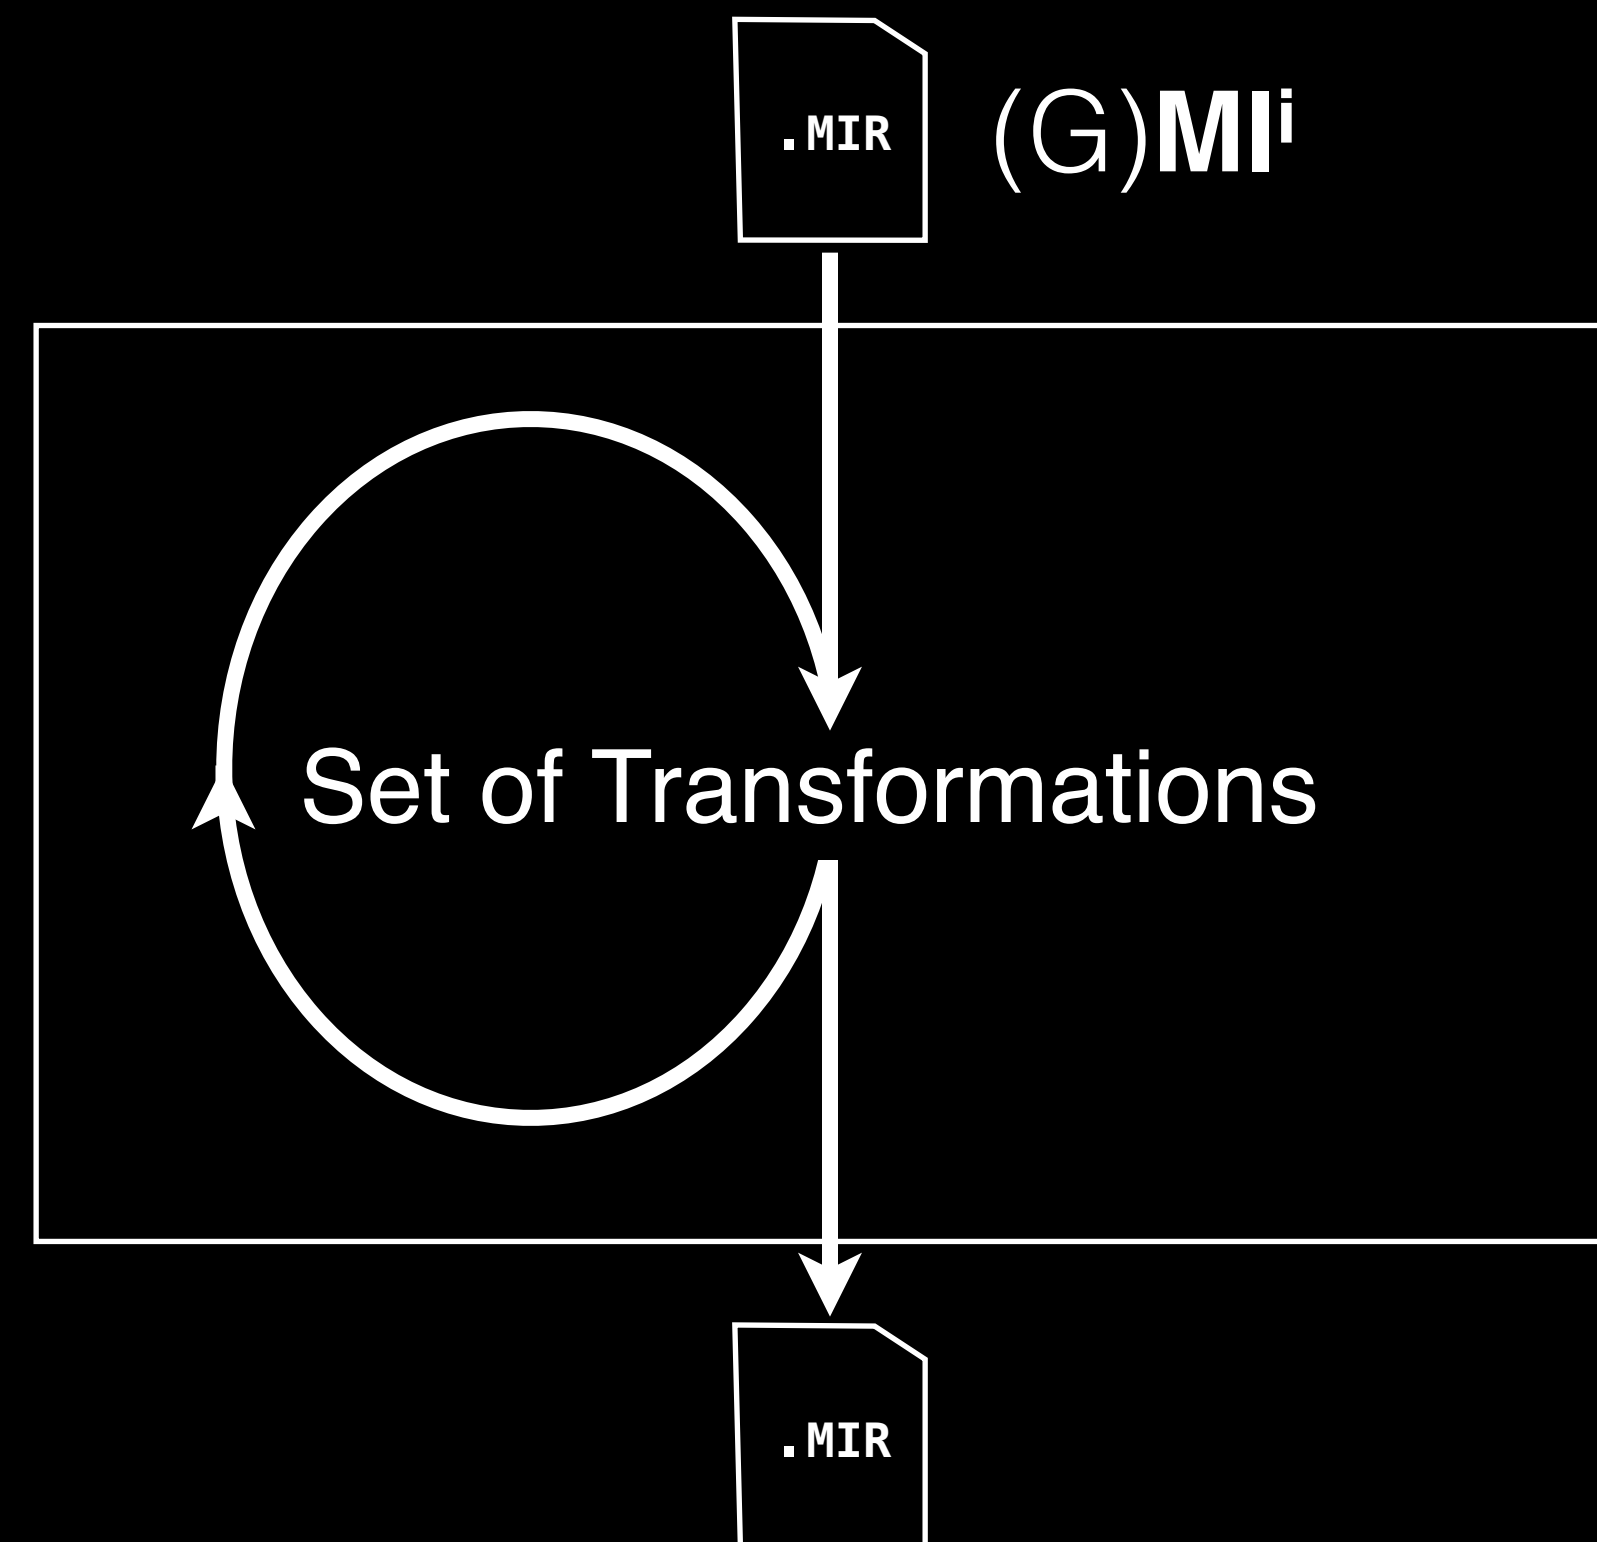 .MIR (G)MIⁱ
Set of Transformations
.MIR